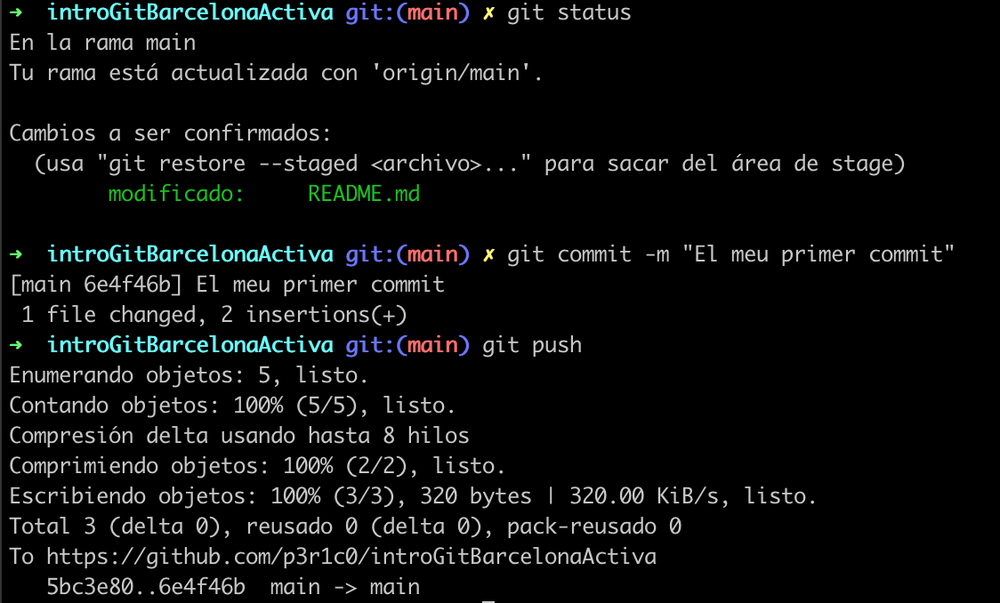 ➜  introGitBarcelonaActiva git:(main) ✗ git status
En la rama main
Tu rama está actualizada con 'origin/main'.
Cambios a ser confirmados:
  (usa "git restore --staged <archivo>..." para sacar del área de stage)
        modificado:     README.md
➜  introGitBarcelonaActiva git:(main) ✗ git commit -m "El meu primer commit"
[main 6e4f46b] El meu primer commit
 1 file changed, 2 insertions(+)
➜  introGitBarcelonaActiva git:(main) git push
Enumerando objetos: 5, listo.
Contando objetos: 100% (5/5), listo.
Compresión delta usando hasta 8 hilos
Comprimiendo objetos: 100% (2/2), listo.
Escribiendo objetos: 100% (3/3), 320 bytes | 320.00 KiB/s, listo.
Total 3 (delta 0), reusado 0 (delta 0), pack-reusado 0
To https://github.com/p3r1c0/introGitBarcelonaActiva
   5bc3e80..6e4f46b  main -> main